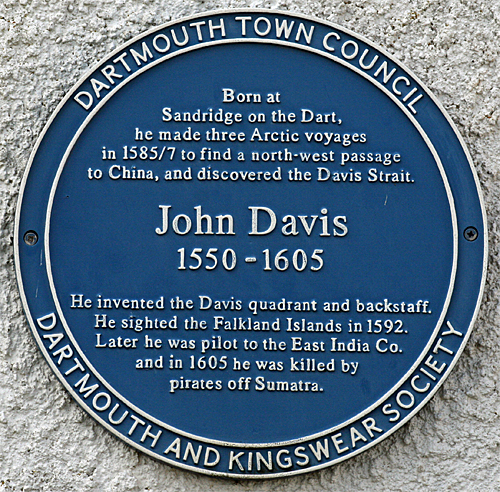 DARTMOUTH TOWN COUNCIL
Born at
Sandridge on the Dart,
he made three Arctic voyages
in 1585/7 to find a north-west passage
to China, and discovered the Davis Strait.
John Davis
1550 - 1605
He invented the Davis quadrant and backstaff.
He sighted the Falkland Islands in 1592.
Later he was pilot to the East India Co.
and in 1605 he was killed by
pirates off Sumatra.
DARTMOUTH AND KINGSWEAR SOCIETY